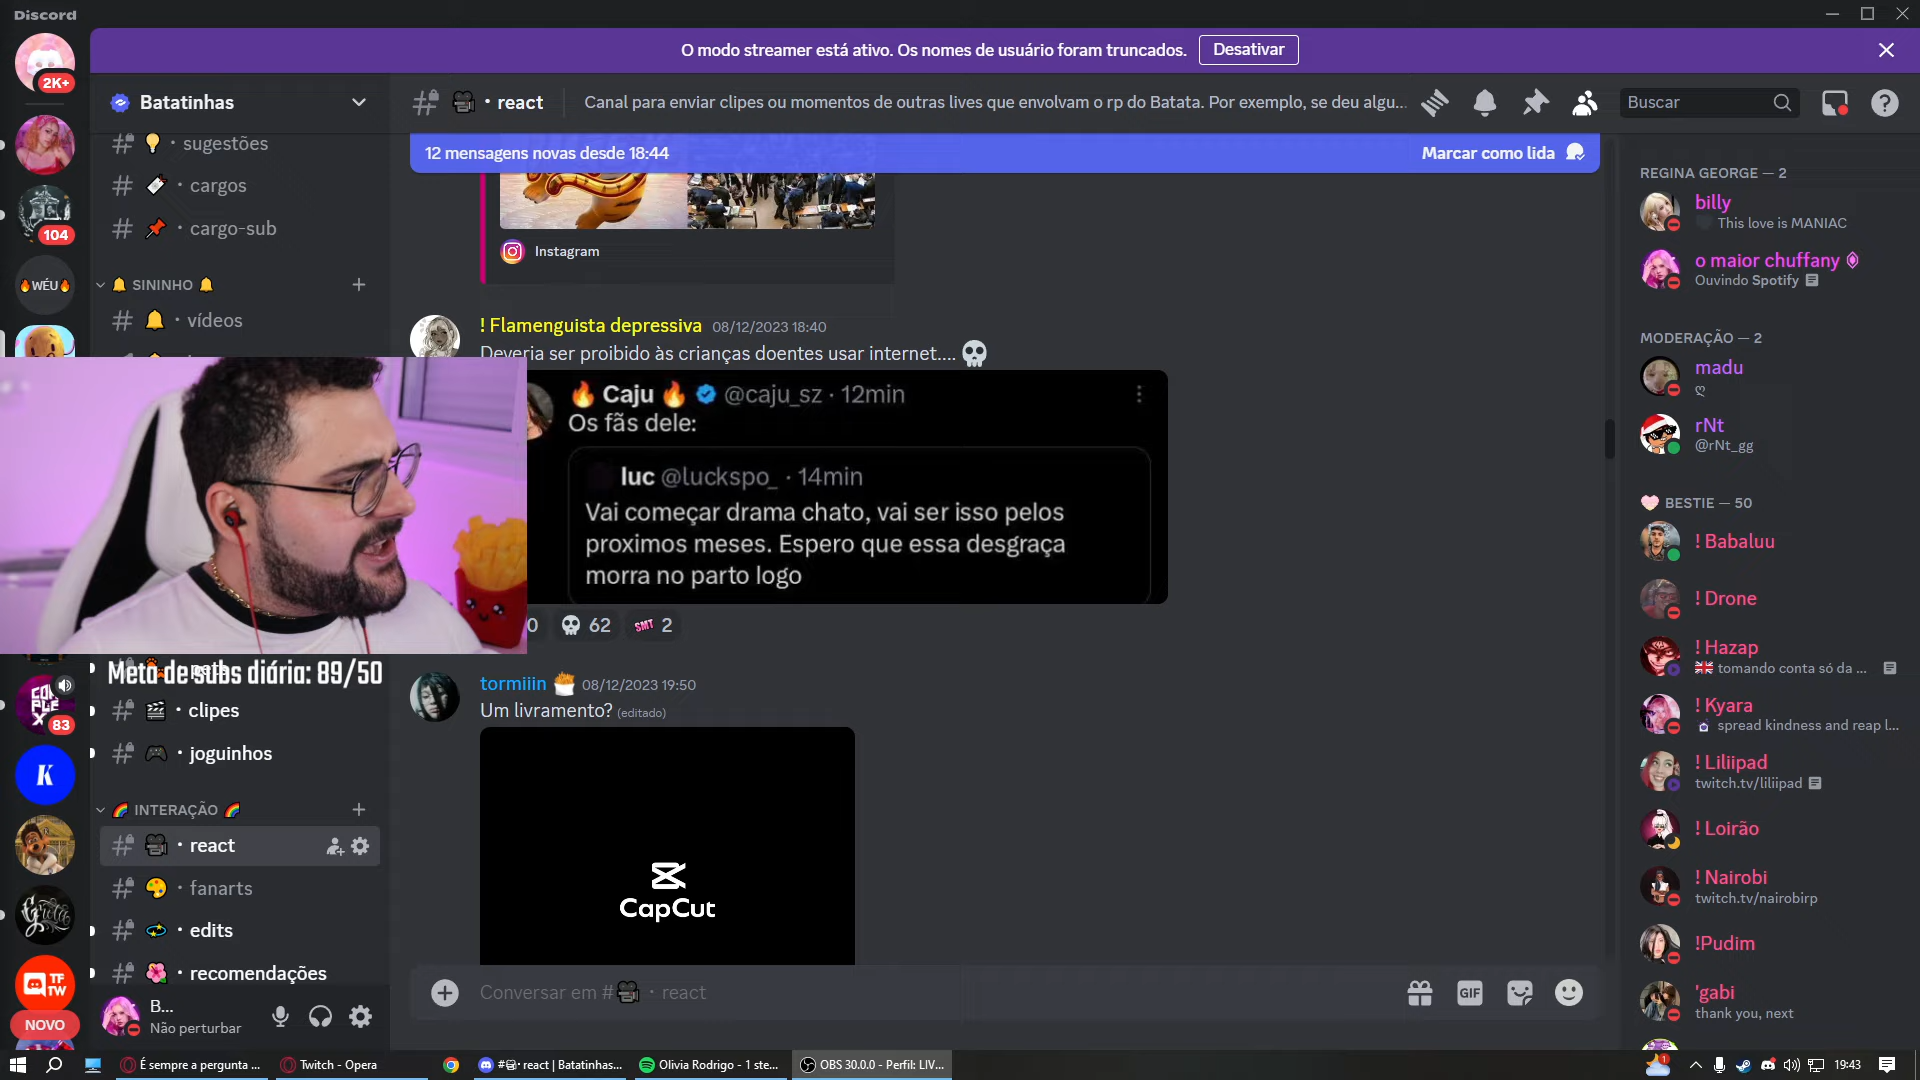 Discord
O modo streamer está ativo. Os nomes de usuário foram truncados.
Desativar
2K+
Batatinhas
• react
Canal para enviar clipes ou momentos de outras lives que envolvam o rp do Batata. Por exemplo, se deu algu...
Buscar
12 mensagens novas desde 18:44
Marcar como lida
sugestões
cargos
cargo-sub
104
WÉU
SININHO
vídeos
Instagram
! Flamenguista depressiva 08/12/2023 18:40
Deveria ser proibido às crianças doentes usar internet....
Caju @caju_sz · 12min
Os fãs dele:
luc @luckspo_ · 14min
Vai começar drama chato, vai ser isso pelos
proximos meses. Espero que essa desgraça
morra no parto logo
0
62
SMT 2
Meta de subs diária: 89/50
83
clipes
joguinhos
INTERAÇÃO
react
fanarts
edits
recomendações
K
TF
TW
NOVO
B...
Não perturbar
tormiiin 08/12/2023 19:50
Um livramento? (editado)
CapCut
Conversar em # • react
GIF
REGINA GEORGE — 2
billy
This love is MANIAC
o maior chuffany
Ouvindo Spotify
MODERAÇÃO — 2
madu
ღ
rNt
@rNt_gg
BESTIE — 50
! Babaluu
! Drone
! Hazap
tomando conta só da ...
! Kyara
spread kindness and reap l...
! Liliipad
twitch.tv/liliipad
! Loirão
! Nairobi
twitch.tv/nairobirp
!Pudim
'gabi
thank you, next
É sempre a pergunta ...
Twitch - Opera
# • react | Batatinhas...
Olivia Rodrigo - 1 ste...
OBS 30.0.0 - Perfil: LIV...
1
19:43